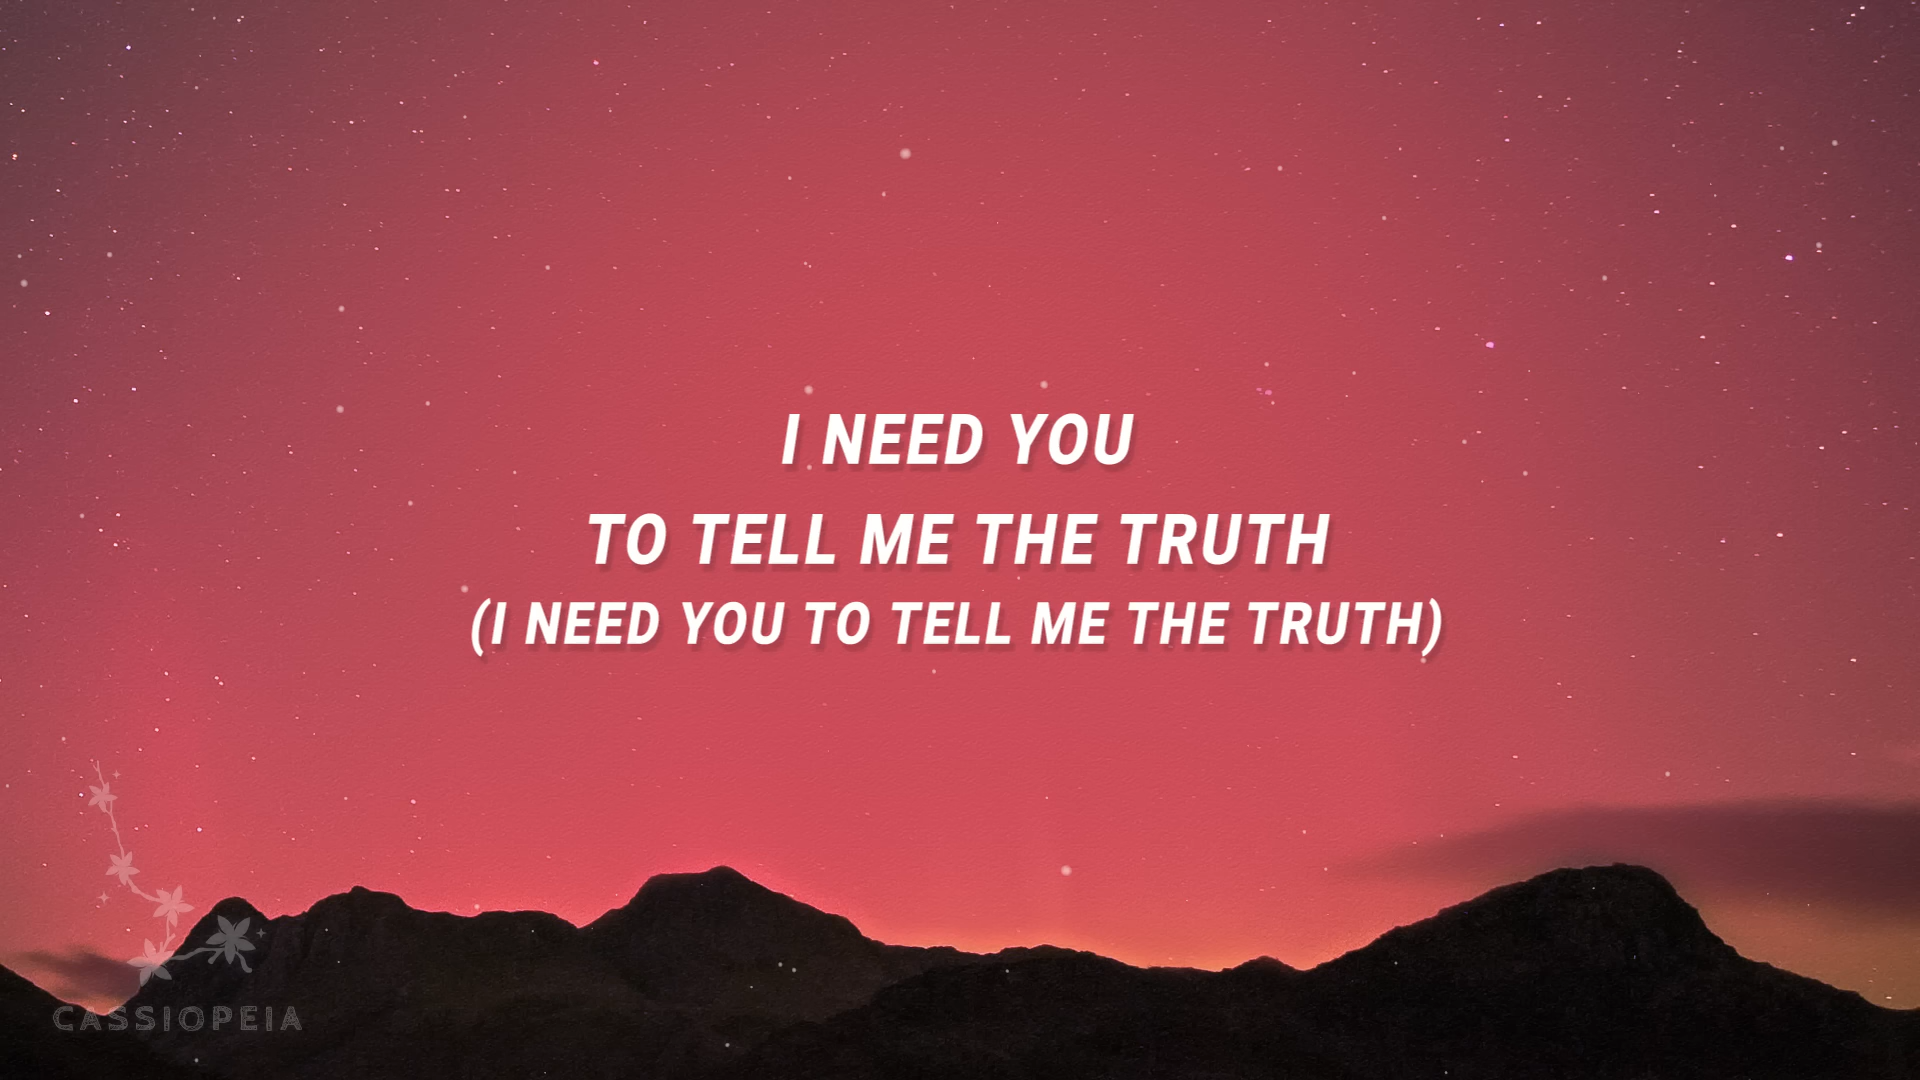 I NEED YOU
TO TELL ME THE TRUTH
(I NEED YOU TO TELL ME THE TRUTH)
CASSIOPEIA